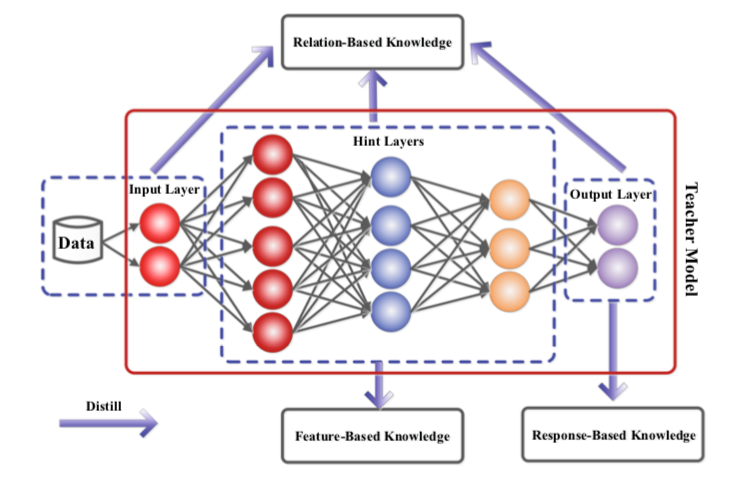 Relation-Based Knowledge
Hint Layers
Input Layer
Output Layer
Data
Teacher Model
Distill
Feature-Based Knowledge
Response-Based Knowledge